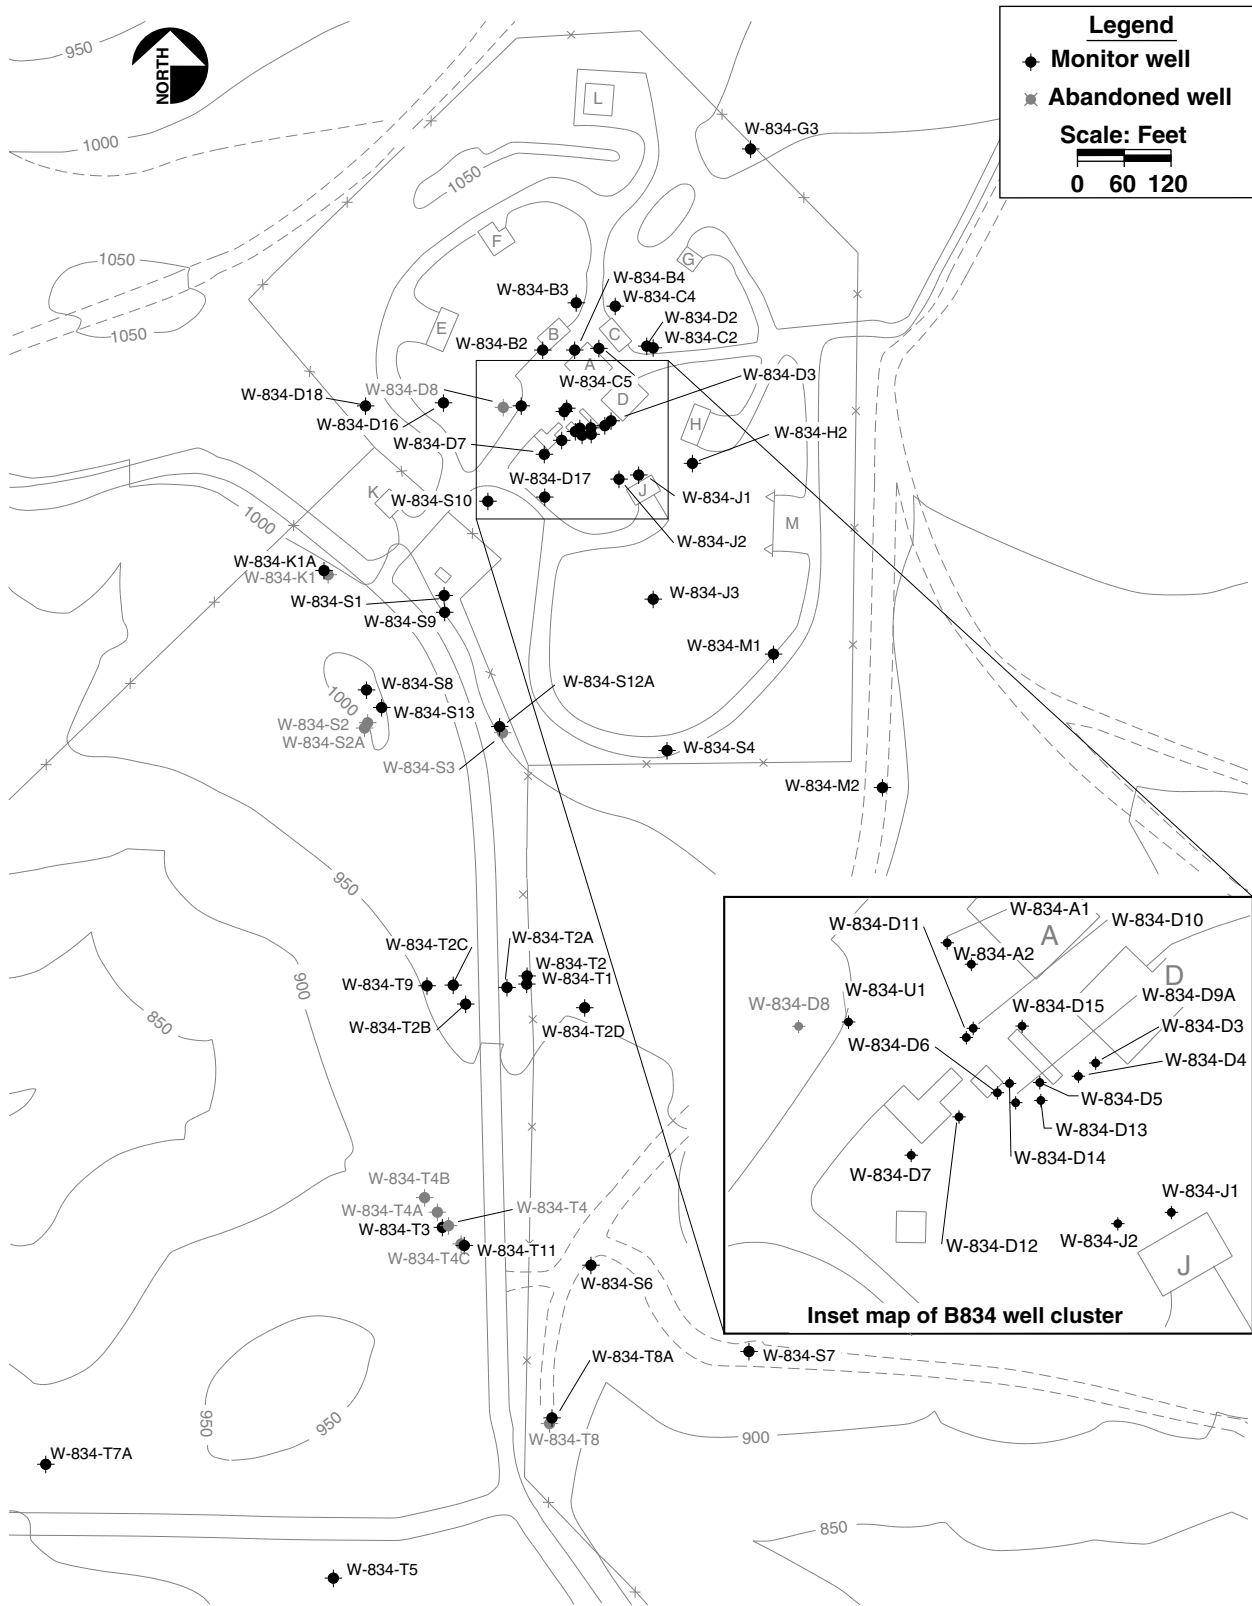 Legend
Monitor well
Abandoned well
Scale: Feet
0 60 120
NORTH
950
1000
1050
1050
1050
L
W-834-G3
F
G
E
B
C
A
D
H
J
K
M
W-834-B4
W-834-B3
W-834-C4
W-834-D2
W-834-B2
W-834-C2
W-834-C5
W-834-D3
W-834-D8
W-834-D18
W-834-D16
W-834-D7
W-834-H2
W-834-D17
W-834-S10
W-834-J1
W-834-J2
1000
W-834-K1A
W-834-K1
W-834-S1
W-834-S9
W-834-J3
W-834-M1
W-834-S8
W-834-S12A
1000
W-834-S13
W-834-S2
W-834-S2A
W-834-S3
W-834-S4
W-834-M2
950
900
850
W-834-T2C
W-834-T2A
W-834-T2
W-834-T9
W-834-T1
W-834-T2B
W-834-T2D
W-834-T4B
W-834-T4A
W-834-T4
W-834-T3
W-834-T4C
W-834-T11
W-834-S6
W-834-S7
W-834-T8A
W-834-T8
950
950
900
W-834-T7A
850
W-834-T5
W-834-A1
W-834-D11
W-834-D10
A
W-834-A2
D
W-834-U1
W-834-D8
W-834-D15
W-834-D9A
W-834-D3
W-834-D6
W-834-D4
W-834-D5
W-834-D13
W-834-D14
W-834-D7
W-834-J1
W-834-D12
W-834-J2
J
Inset map of B834 well cluster